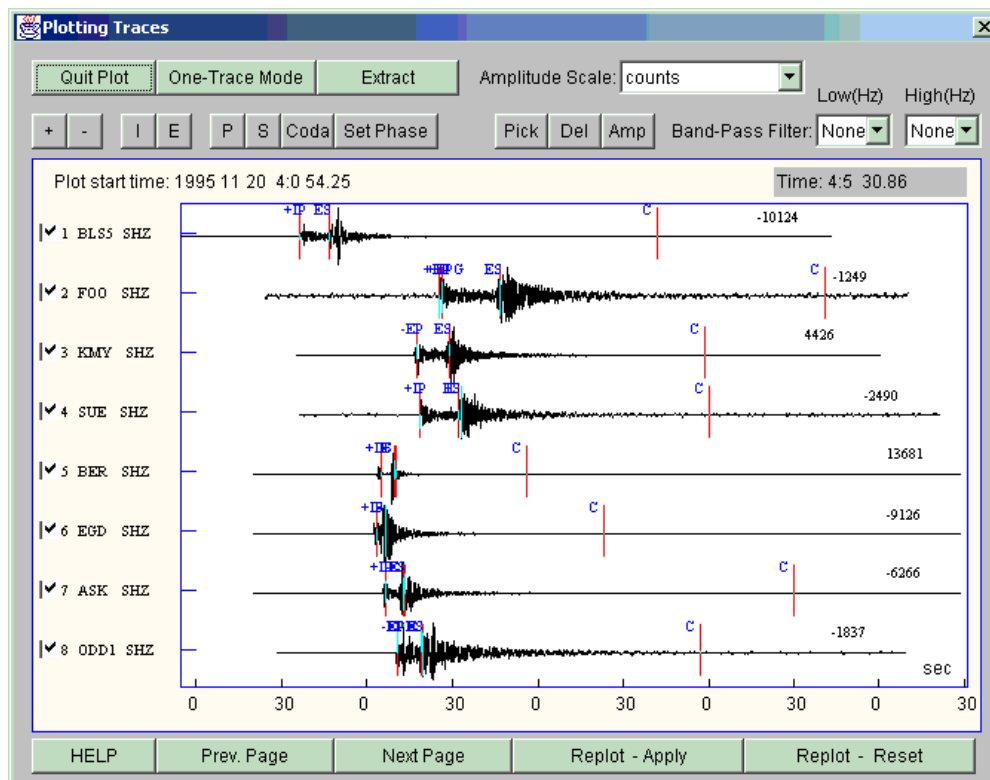 Plotting Traces
Quit Plot One-Trace Mode Extract Amplitude Scale: counts
Low(Hz) High(Hz)
+ - I E P S Coda Set Phase Pick Del Amp Band-Pass Filter: None None
Plot start time: 1995 11 20 4:0 54.25 Time: 4:5 30.86
+IP ES C -10124
1 BLS5 SHZ
ES C -1249
2 FOO SHZ
-EP ES C 4426
3 KMY SHZ
+IP C -2490
4 SUE SHZ
C 13681
5 BER SHZ
C -9126
6 EGD SHZ
C -6266
7 ASK SHZ
C -1837
8 ODD1 SHZ
sec
0 30 0 30 0 30 0 30 0 30
HELP Prev. Page Next Page Replot - Apply Replot - Reset